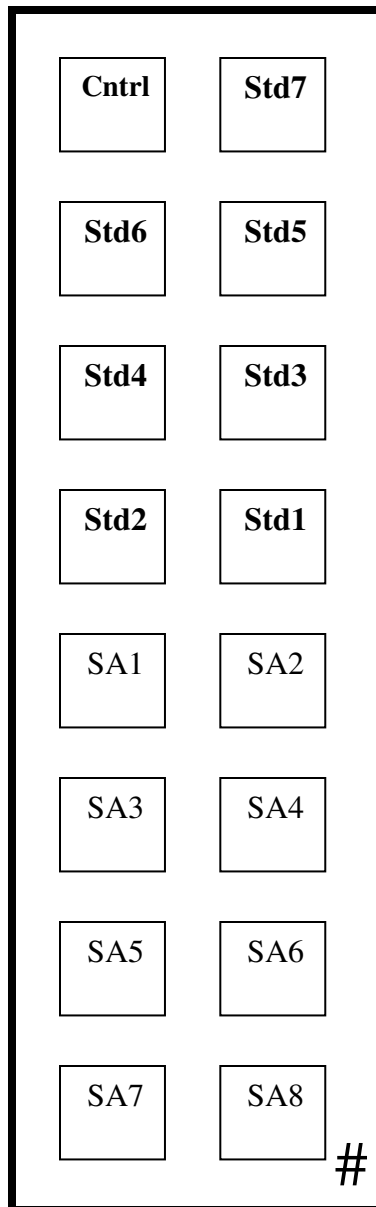 Cntrl Std7
Std6 Std5
Std4 Std3
Std2 Std1
SA1 SA2
SA3 SA4
SA5 SA6
SA7 SA8
#